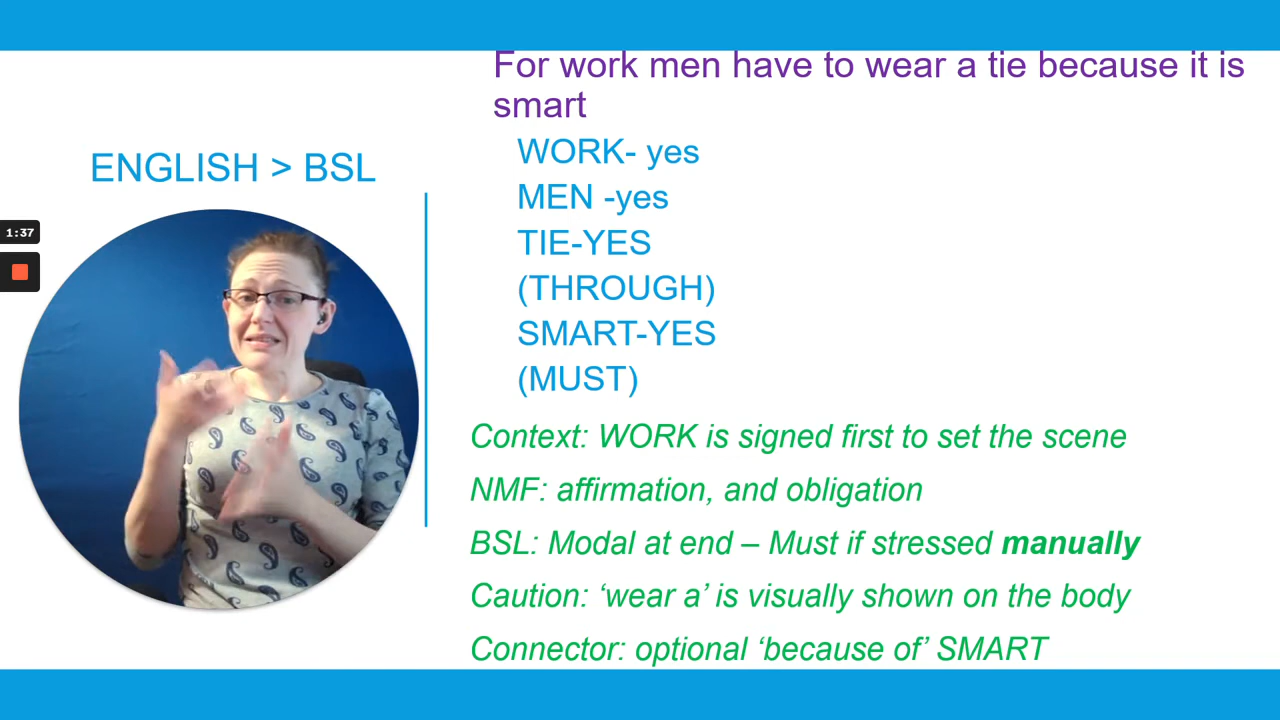 For work men have to wear a tie because it is
smart
ENGLISH > BSL
WORK- yes
MEN -yes
TIE-YES
(THROUGH)
SMART-YES
(MUST)
1:37
Context: WORK is signed first to set the scene
NMF: affirmation, and obligation
BSL: Modal at end – Must if stressed manually
Caution: ‘wear a’ is visually shown on the body
Connector: optional ‘because of’ SMART